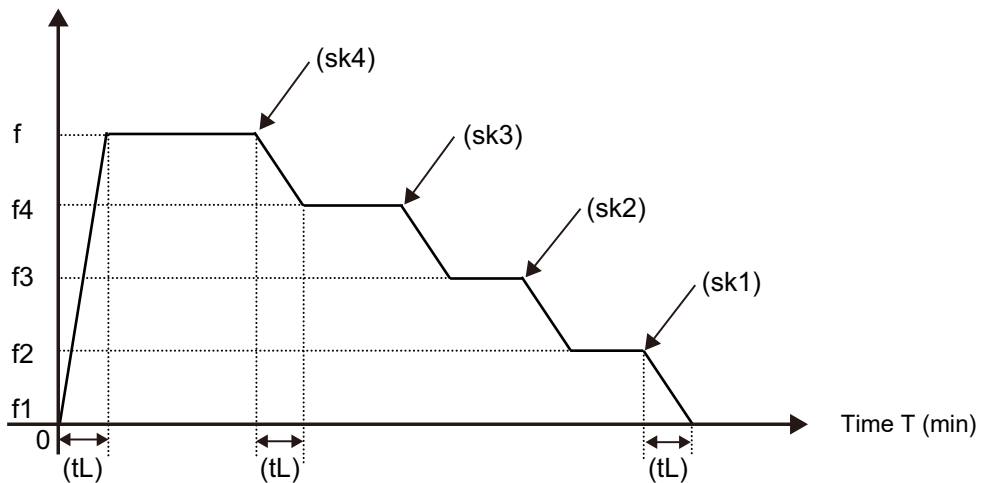 (sk4)
f
(sk3)
f4
(sk2)
f3
(sk1)
f2
f1
Time T (min)
0
(tL)
(tL)
(tL)